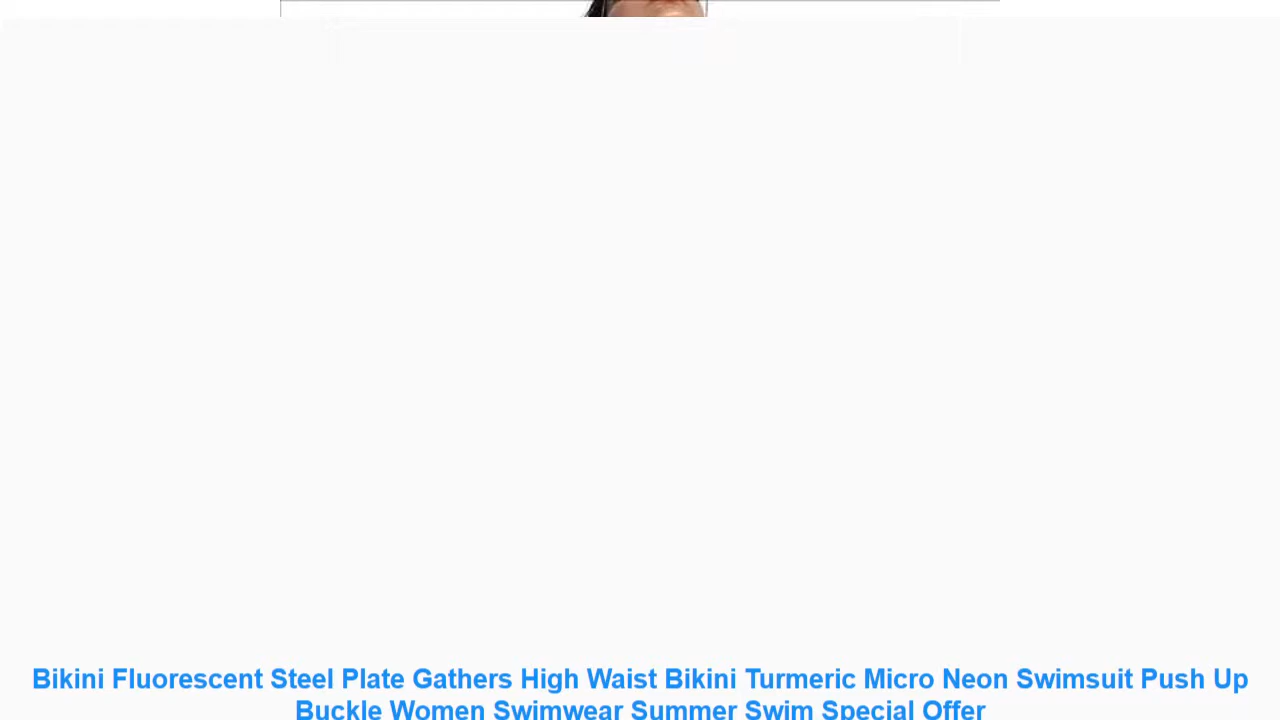 Bikini Fluorescent Steel Plate Gathers High Waist Bikini Turmeric Micro Neon Swimsuit Push Up
Buckle Women Swimwear Summer Swim Special Offer